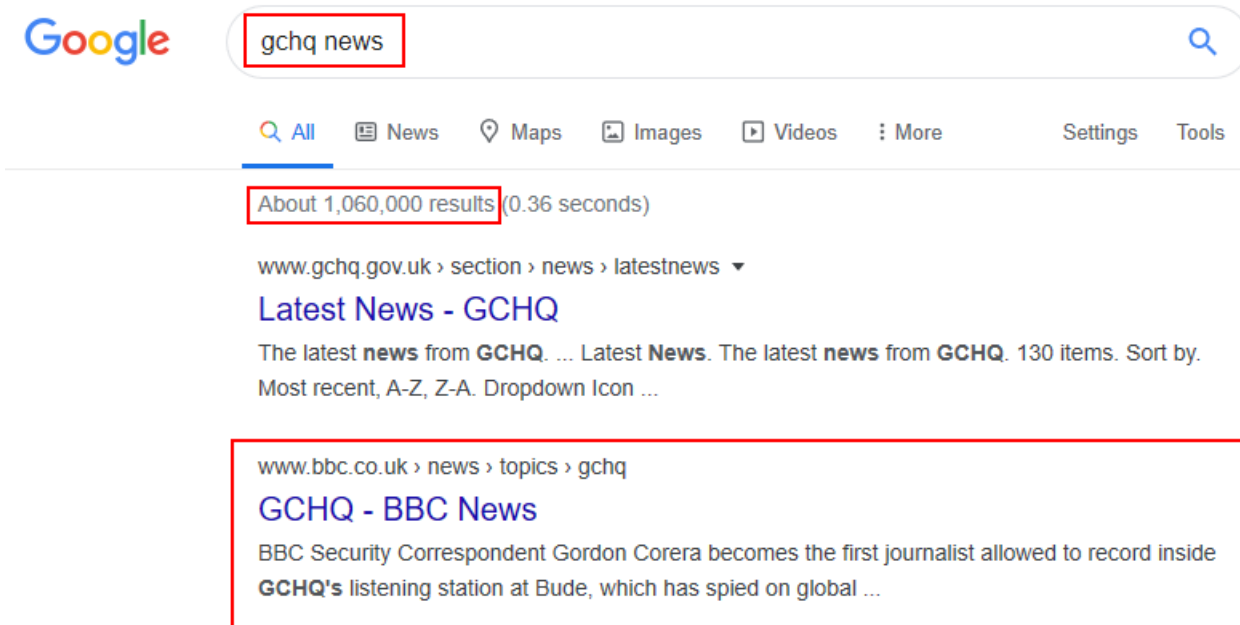 Google
gchq news
All News Maps Images Videos More Settings Tools
About 1,060,000 results (0.36 seconds)
www.gchq.gov.uk › section › news › latestnews
Latest News - GCHQ
The latest news from GCHQ. ... Latest News. The latest news from GCHQ. 130 items. Sort by.
Most recent, A-Z, Z-A. Dropdown Icon ...
www.bbc.co.uk › news › topics › gchq
GCHQ - BBC News
BBC Security Correspondent Gordon Corera becomes the first journalist allowed to record inside
GCHQ's listening station at Bude, which has spied on global ...